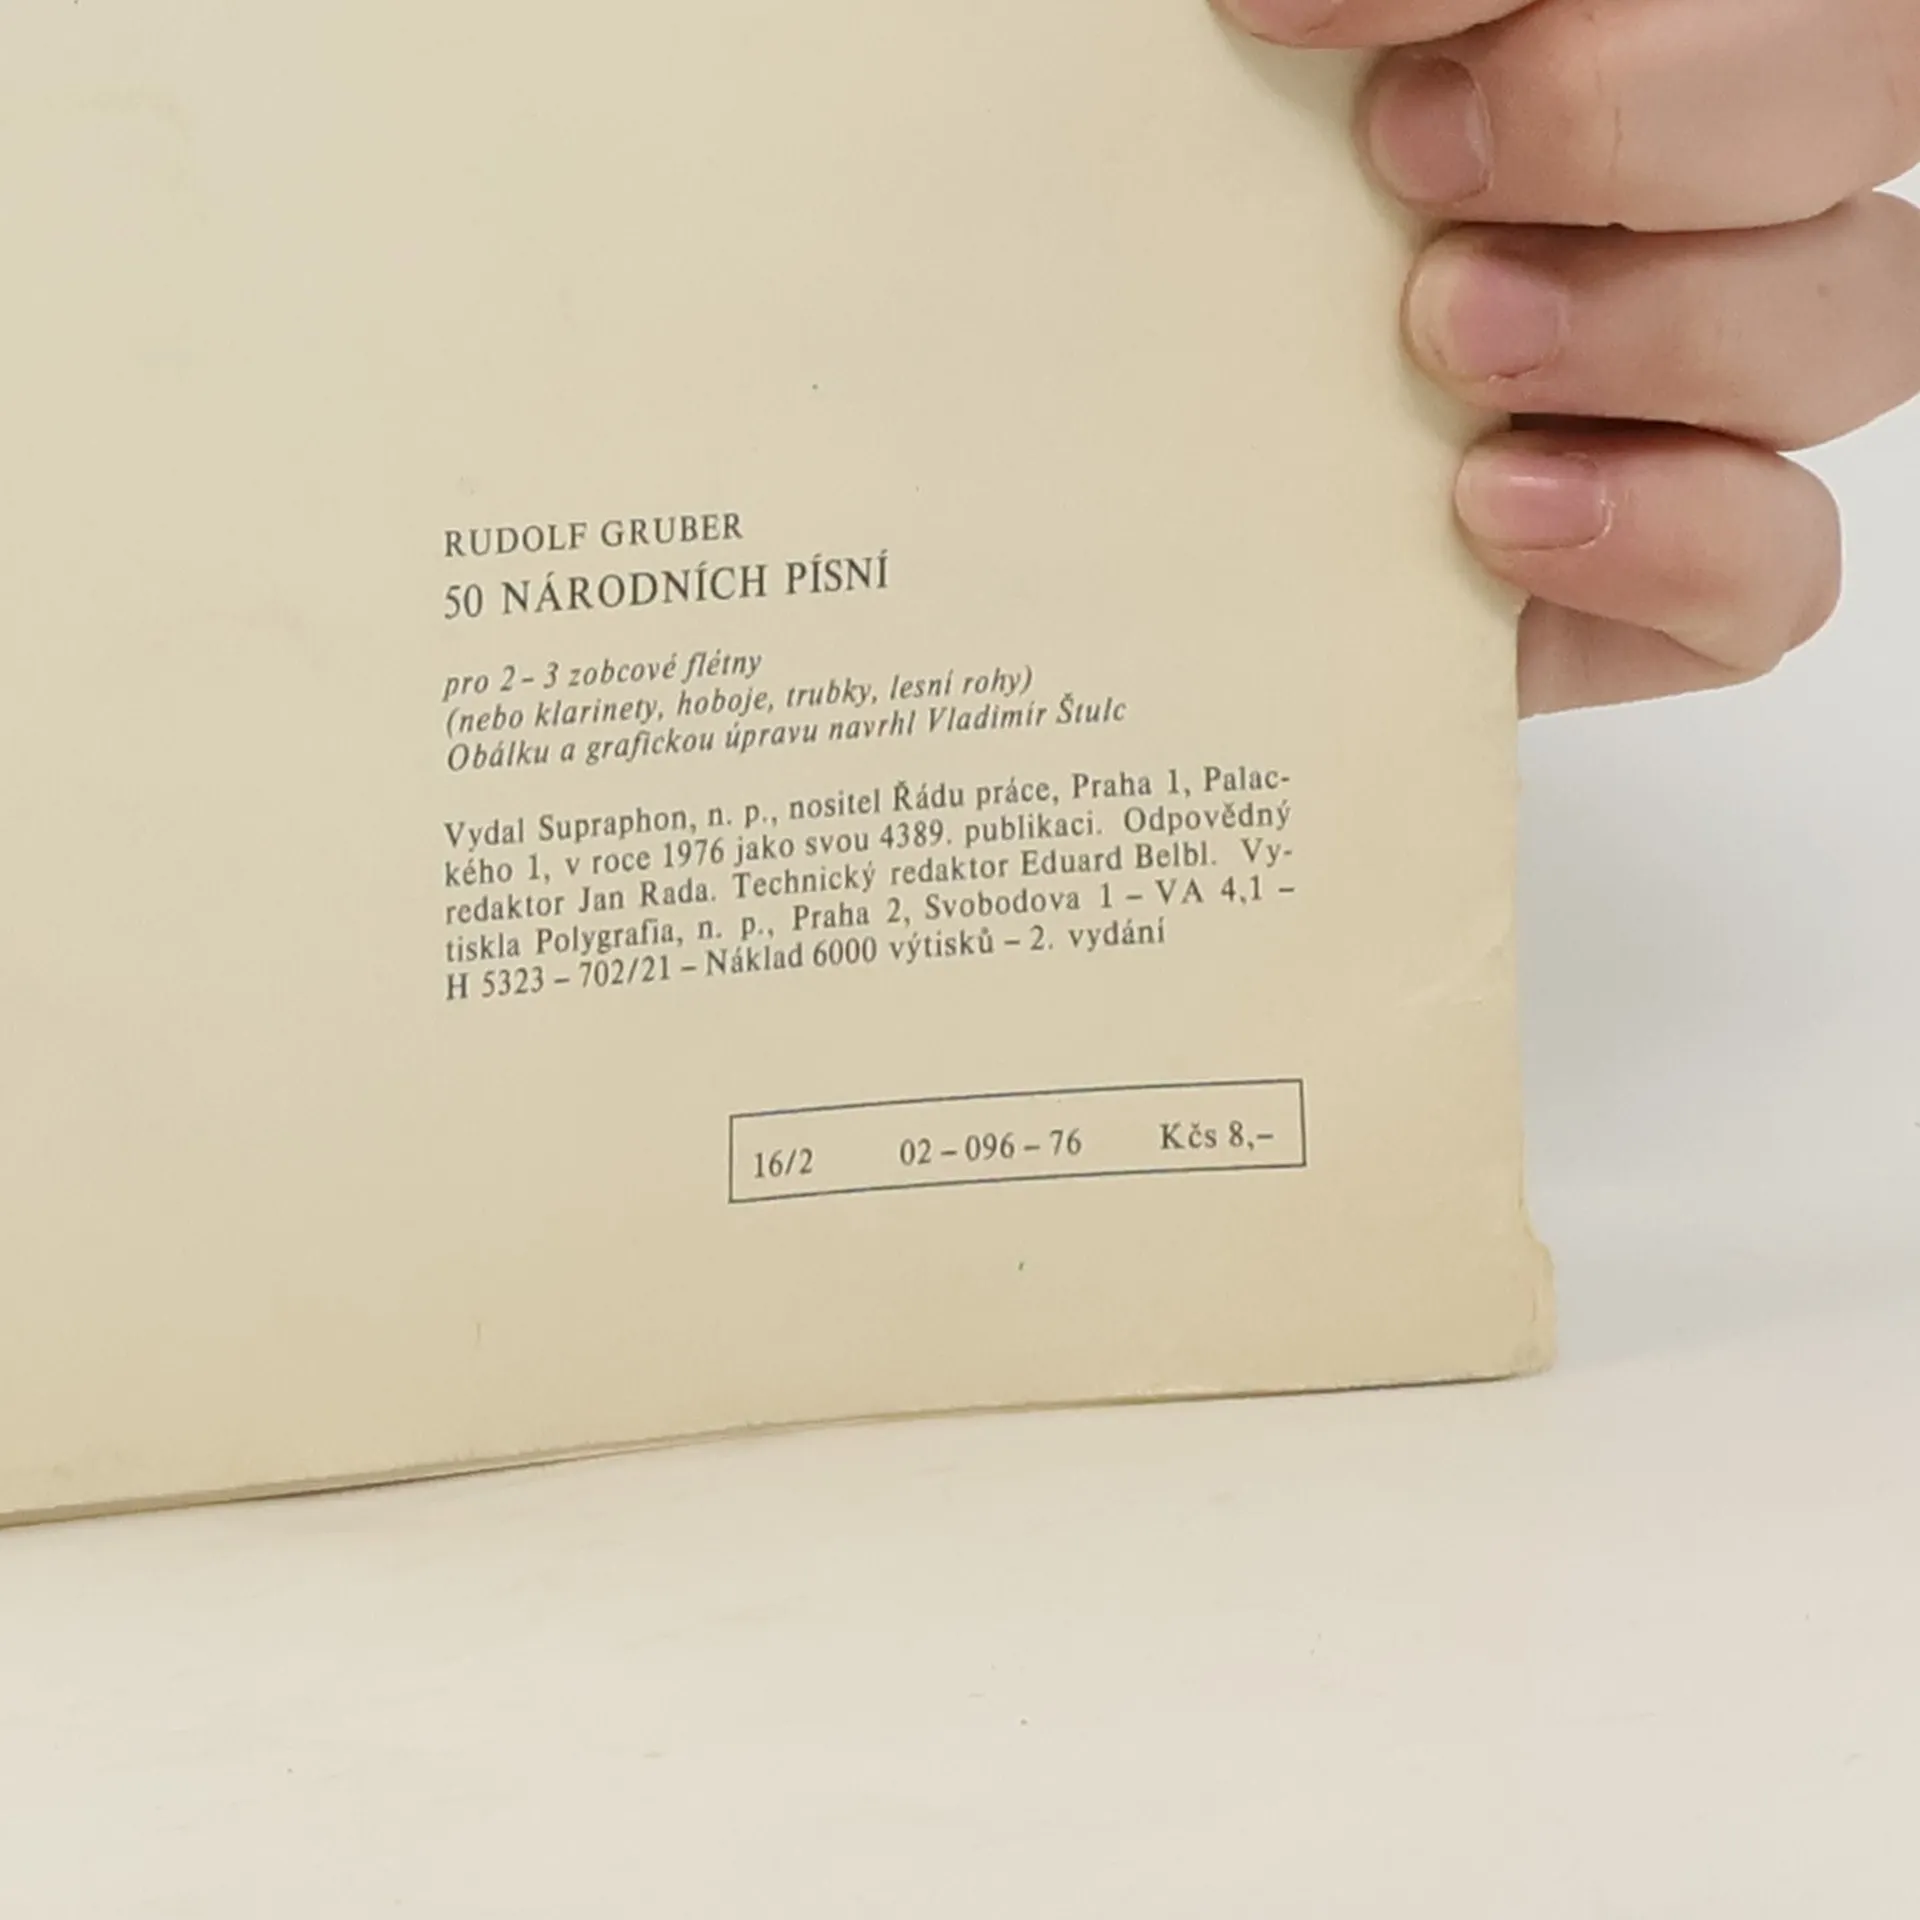 RUDOLF GRUBER
50 NÁRODNÍCH PÍSNÍ
pro 2 – 3 zobcové flétny
(nebo klarinety, hoboje, trubky, lesní rohy)
Obálku a grafickou úpravu navrhl Vladimír Štulc
Vydal Supraphon, n. p., nositel Řádu práce, Praha 1, Palac-
kého 1, v roce 1976 jako svou 4389. publikaci. Odpovědný
redaktor Jan Rada. Technický redaktor Eduard Belbl. Vy-
tiskla Polygrafia, n. p., Praha 2, Svobodova 1 – VA 4,1 –
H 5323 – 702/21 – Náklad 6000 výtisků – 2. vydání
16/2 02 – 096 – 76 Kčs 8,–